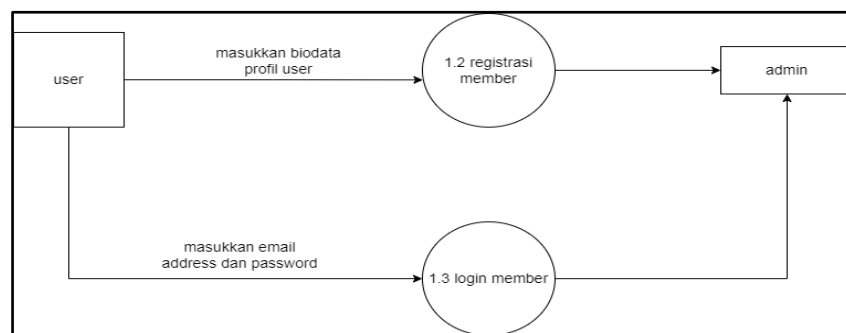 user
masukkan biodata
profil user
1.2 registrasi
member
admin
masukkan email
address dan password
1.3 login member